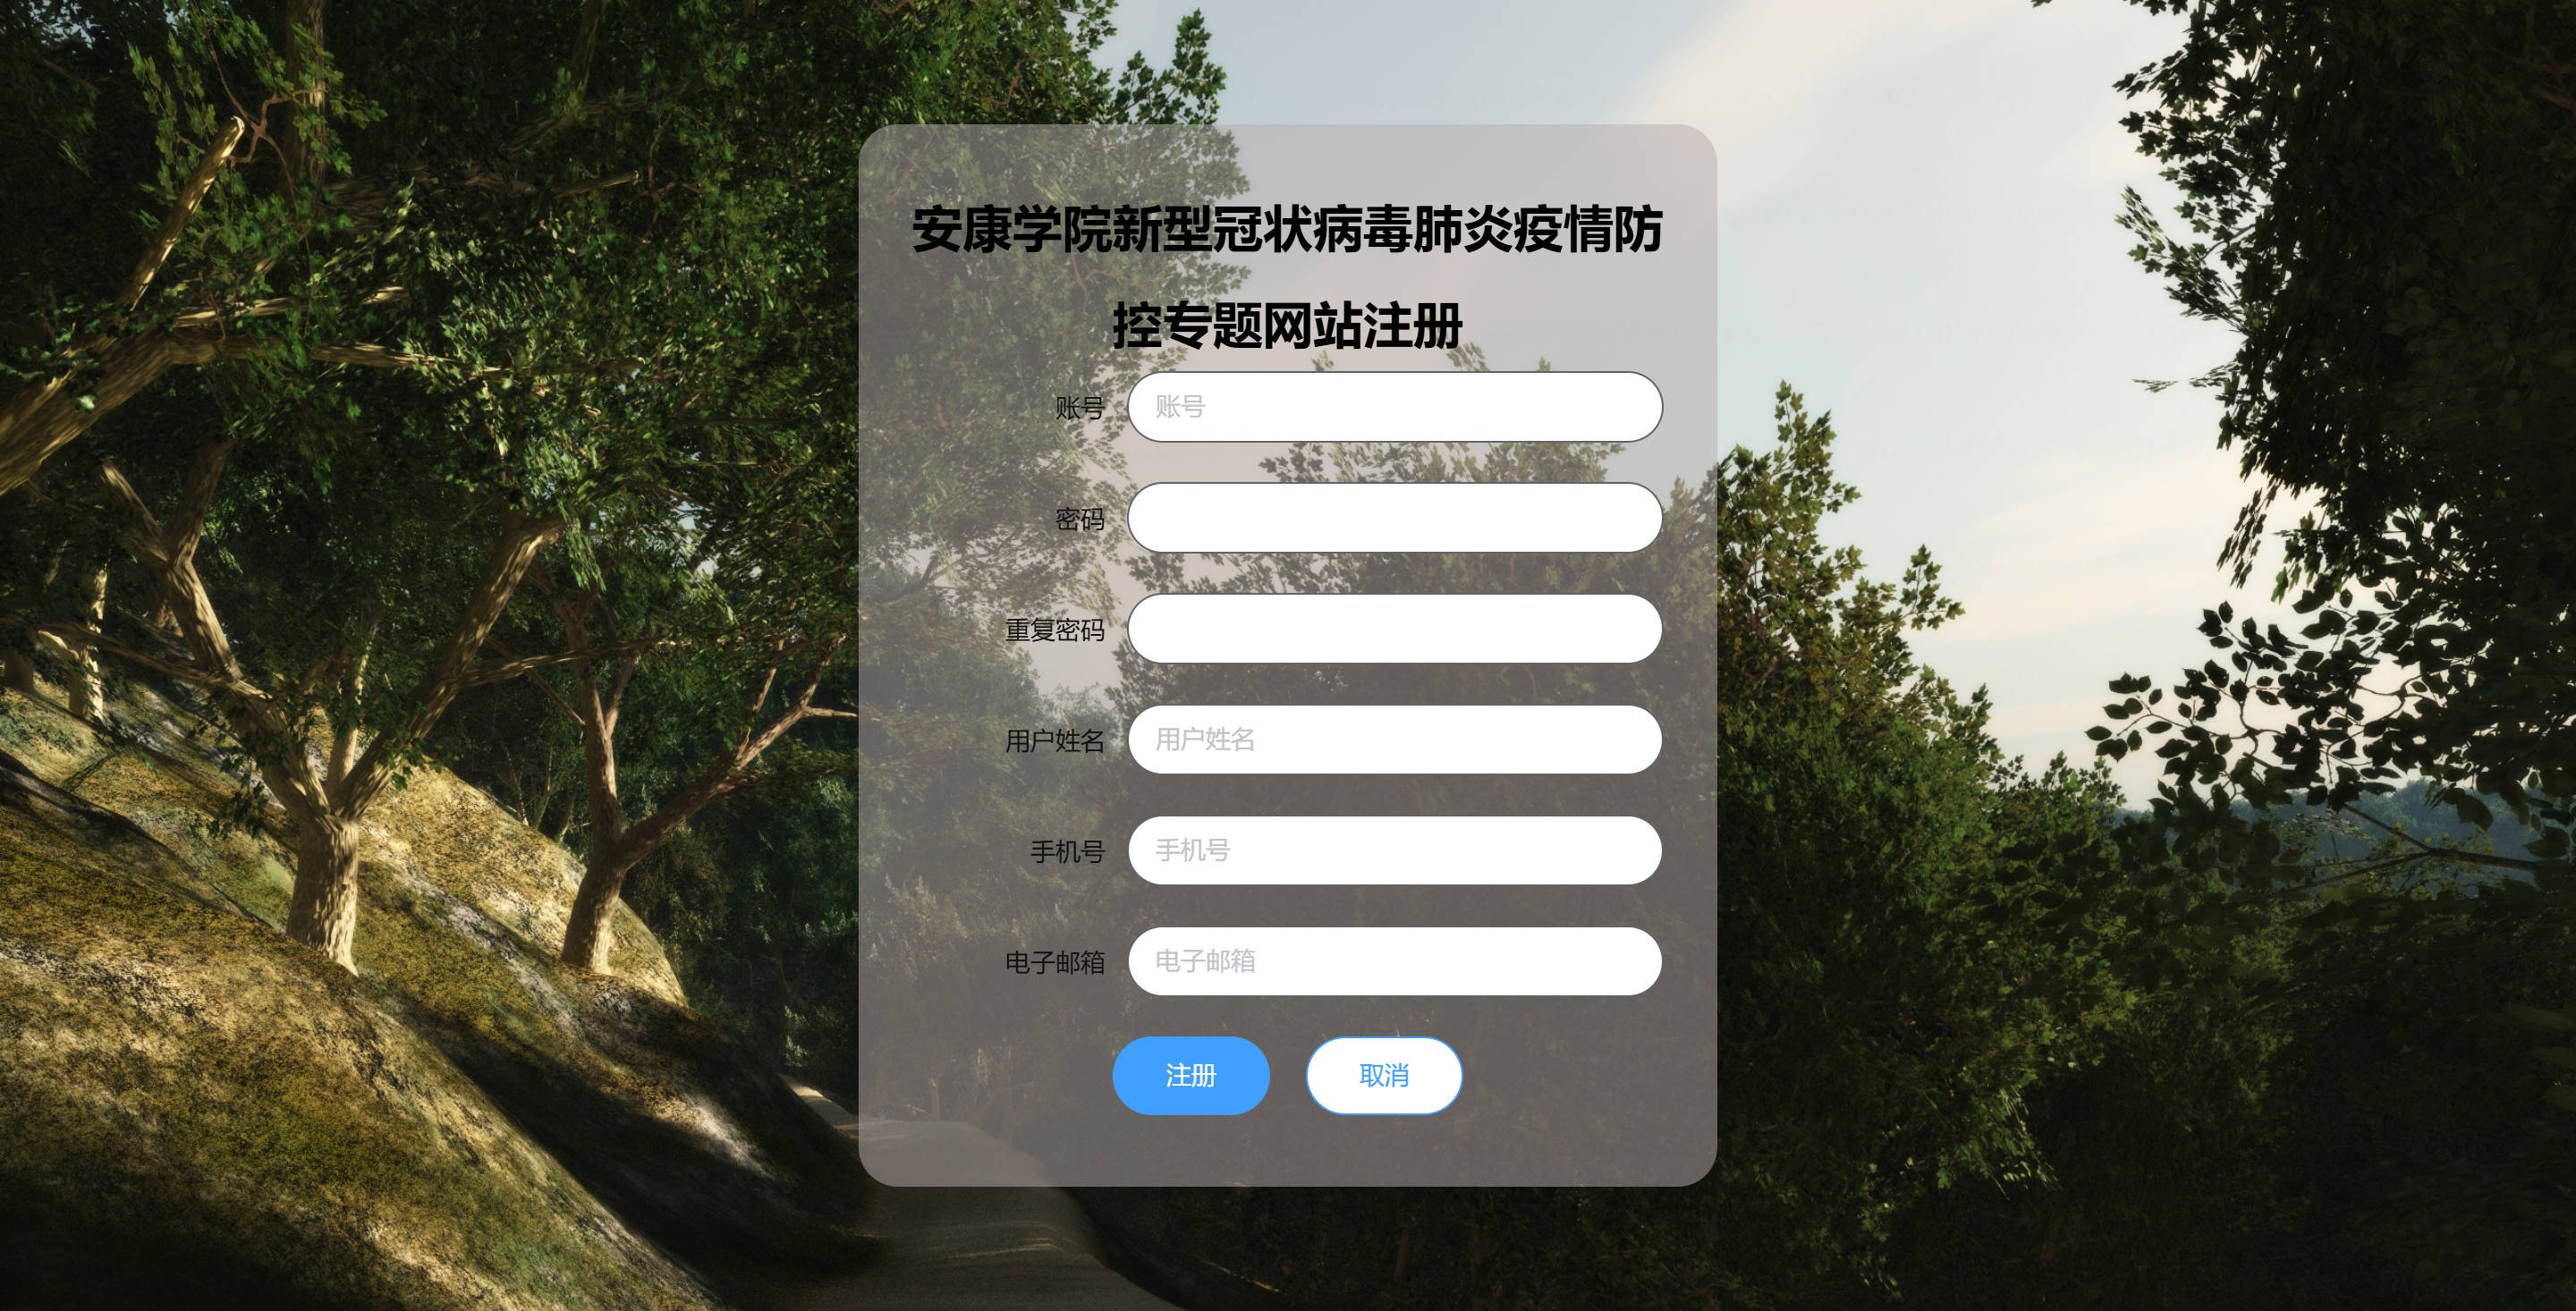 安康学院新型冠状病毒肺炎疫情防
控专题网站注册
账号 账号
密码
重复密码
用户姓名 用户姓名
手机号 手机号
电子邮箱 电子邮箱
注册 取消